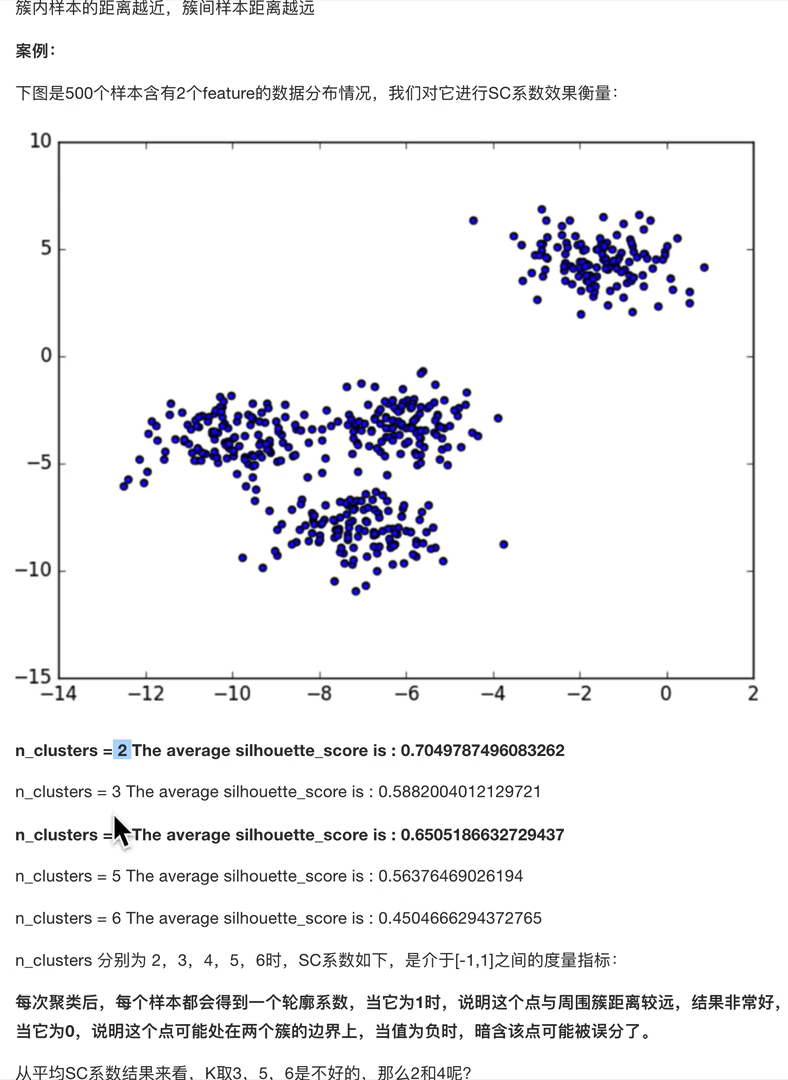 簇内样本的距离越近，簇间样本距离越远
案例：
下图是500个样本含有2个feature的数据分布情况，我们对它进行SC系数效果衡量：
10
5
0
−5
−10
−15
−14 −12 −10 −8 −6 −4 −2 0 2
n_clusters = 2 The average silhouette_score is : 0.7049787496083262
n_clusters = 3 The average silhouette_score is : 0.5882004012129721
n_clusters = The average silhouette_score is : 0.6505186632729437
n_clusters = 5 The average silhouette_score is : 0.56376469026194
n_clusters = 6 The average silhouette_score is : 0.4504666294372765
n_clusters 分别为 2，3，4，5，6时，SC系数如下，是介于[-1,1]之间的度量指标：
每次聚类后，每个样本都会得到一个轮廓系数，当它为1时，说明这个点与周围簇距离较远，结果非常好，
当它为0，说明这个点可能处在两个簇的边界上，当值为负时，暗含该点可能被误分了。
从平均SC系数结果来看，K取3，5，6是不好的，那么2和4呢？